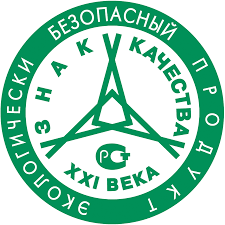 ЭКОЛОГИЧЕСКИ БЕЗОПАСНЫЙ ПРОДУКТ
ЗНАК КАЧЕСТВА
XXI ВЕКА
РСТ